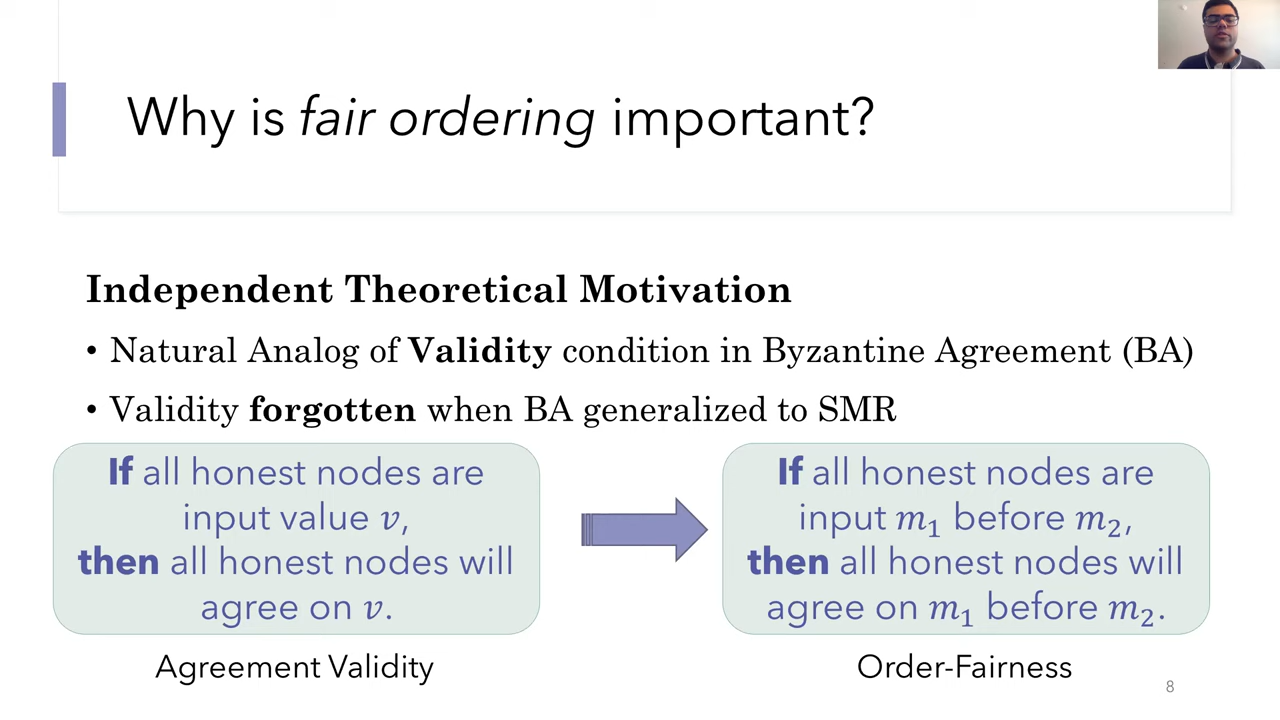 Why is fair ordering important?
Independent Theoretical Motivation
• Natural Analog of Validity condition in Byzantine Agreement (BA)
• Validity forgotten when BA generalized to SMR
If all honest nodes are
input value 𝑣,
then all honest nodes will
agree on 𝑣.
Agreement Validity
If all honest nodes are
input 𝑚₁ before 𝑚₂,
then all honest nodes will
agree on 𝑚₁ before 𝑚₂.
Order-Fairness
8